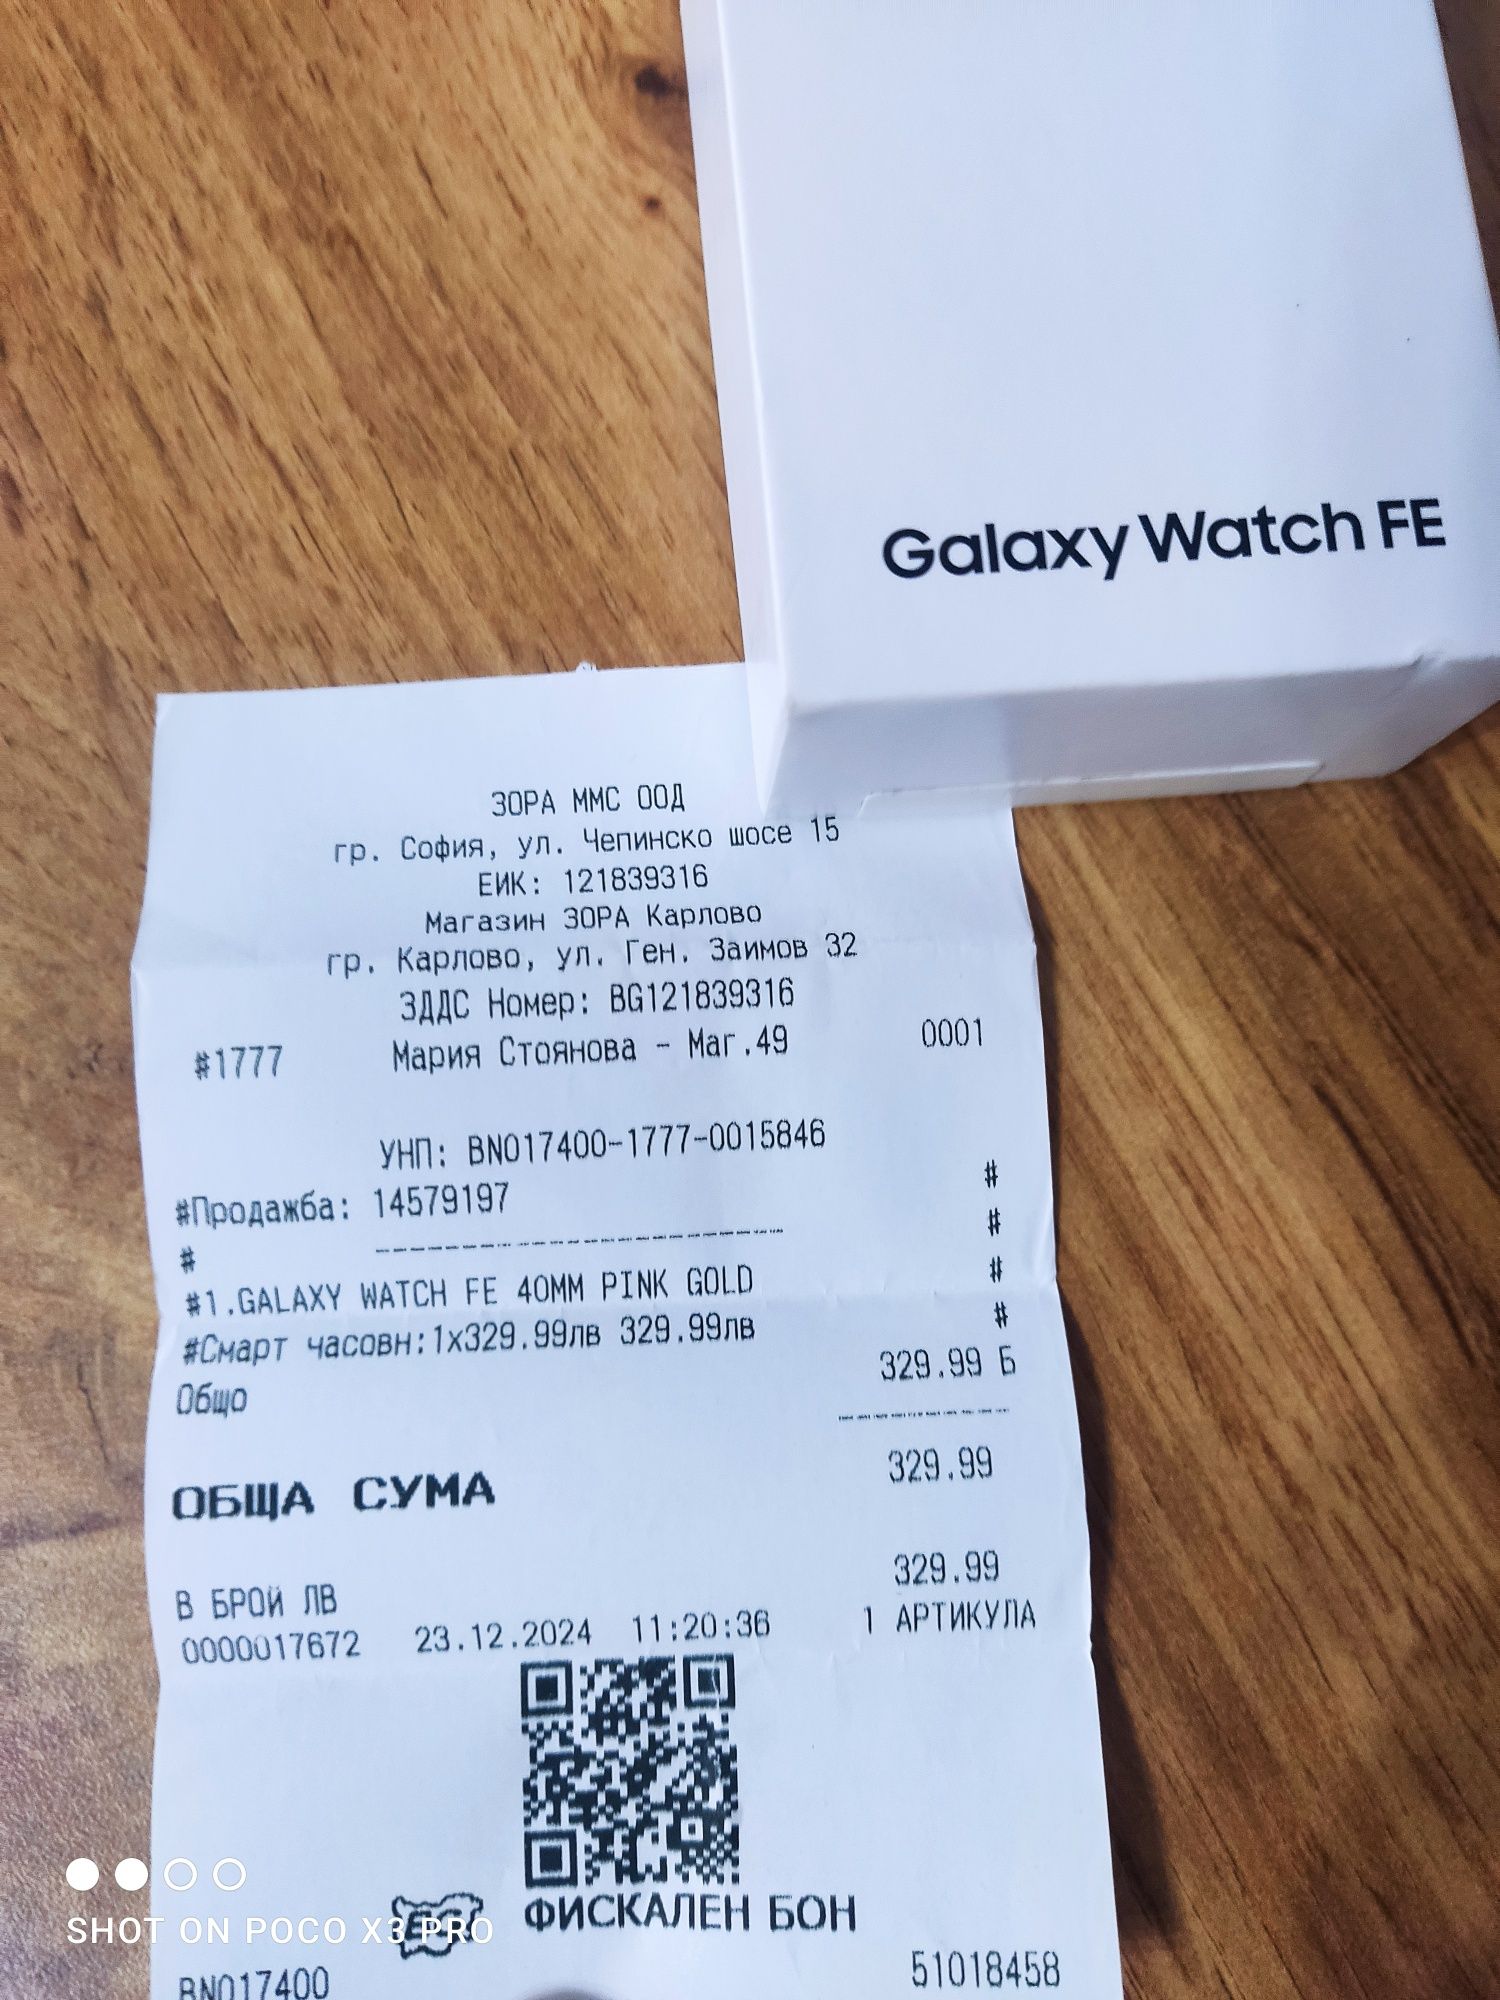 Galaxy Watch FE
ЗОРА ММС ООД
гр. София, ул. Чепинско шосе 15
ЕИК: 121839316
Магазин ЗОРА Карлово
гр. Карлово, ул. Ген. Заимов 32
ЗДДС Номер: BG121839316
#1777 Мария Стоянова - Маг.49 0001
УНП: BN017400-1777-0015846
#Продажба: 14579197 #
# ------------------------ #
#1.GALAXY WATCH FE 40MM PINK GOLD #
#Смарт часовн:1x329.99лв 329.99лв #
Общо 329.99 Б
ОБЩА СУМА 329.99
В БРОЙ ЛВ 329.99
0000017672 23.12.2024 11:20:36 1 АРТИКУЛА
ФИСКАЛЕН БОН
BN017400 51018458
SHOT ON POCO X3 PRO